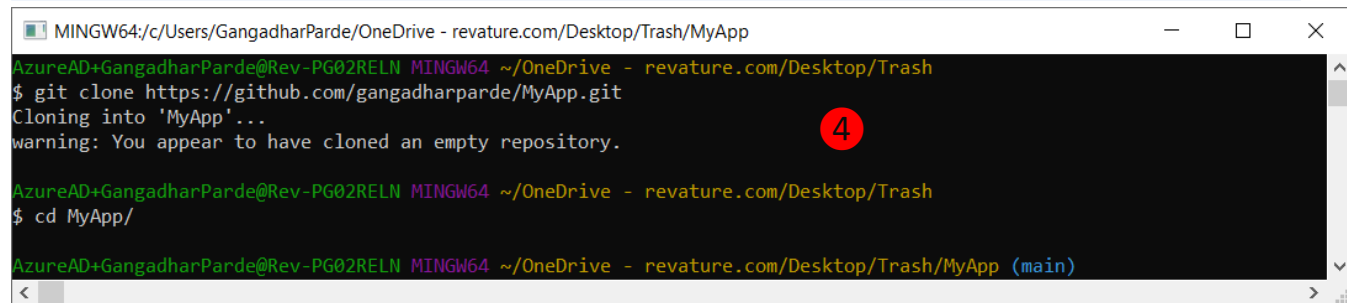 MINGW64:/c/Users/GangadharParde/OneDrive - revature.com/Desktop/Trash/MyApp
AzureAD+GangadharParde@Rev-PG02RELN MINGW64 ~/OneDrive - revature.com/Desktop/Trash
$ git clone https://github.com/gangadharparde/MyApp.git
Cloning into 'MyApp'...
4
warning: You appear to have cloned an empty repository.
AzureAD+GangadharParde@Rev-PG02RELN MINGW64 ~/OneDrive - revature.com/Desktop/Trash
$ cd MyApp/
AzureAD+GangadharParde@Rev-PG02RELN MINGW64 ~/OneDrive - revature.com/Desktop/Trash/MyApp (main)